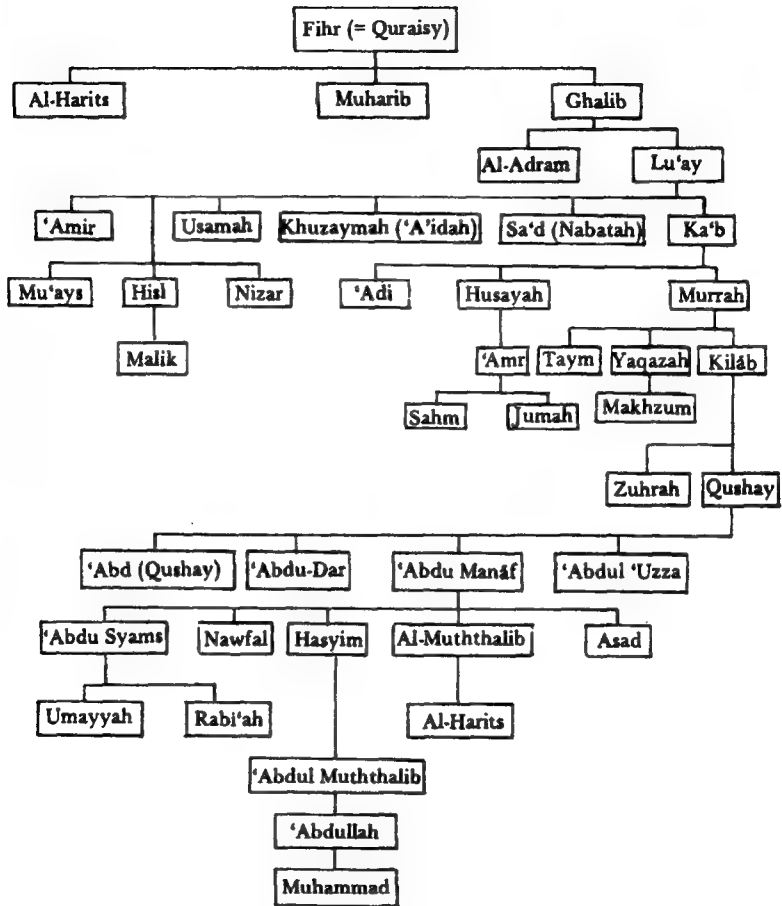 Fihr (= Quraisy)
Al-Harits Muharib Ghalib
Al-Adram Lu‘ay
‘Amir Usamah Khuzaymah (‘A’idah) Sa‘d (Nabatah) Ka‘b
Mu‘ays Hisl Nizar ‘Adi Husayah Murrah
Malik ‘Amr Taym Yaqazah Kilâb
Sahm Jumah Makhzum
Zuhrah Qushay
‘Abd (Qushay) ‘Abdu-Dar ‘Abdu Manáf ‘Abdul ‘Uzza
‘Abdu Syams Nawfal Hasyim Al-Muththalib Asad
Umayyah Rabi‘ah Al-Harits
‘Abdul Muththalib
‘Abdullah
Muhammad